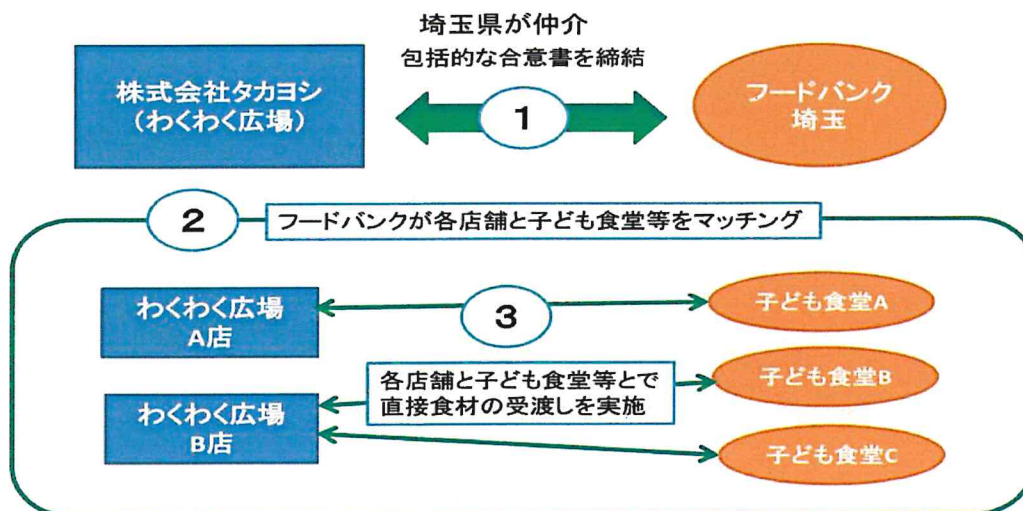 埼玉県が仲介
包括的な合意書を締結
株式会社タカヨシ
（わくわく広場）
1
フードバンク
埼玉
2
フードバンクが各店舗と子ども食堂等をマッチング
わくわく広場
A店
3
子ども食堂A
各店舗と子ども食堂等とで
直接食材の受渡しを実施
子ども食堂B
わくわく広場
B店
子ども食堂C